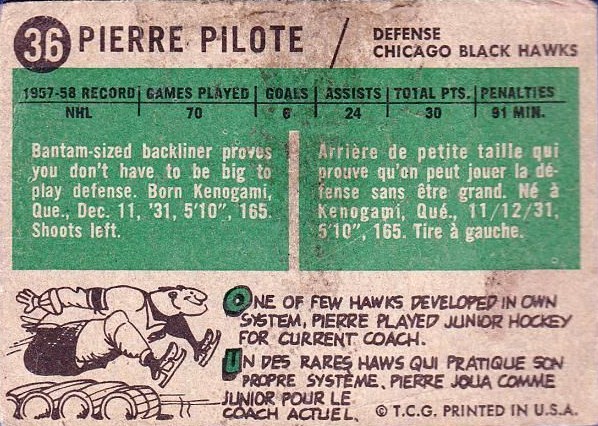 36 PIERRE PILOTE / DEFENSE
CHICAGO BLACK HAWKS
1957-58 RECORD GAMES PLAYED GOALS ASSISTS TOTAL PTS. PENALTIES
NHL 70 6 24 30 91 MIN.
Bantam-sized backliner proves
you don't have to be big to
play defense. Born Kenogami,
Que., Dec. 11, '31, 5'10", 165.
Shoots left.
Arrière de petite taille qui
prouve qu'on peut jouer la dé-
fense sans être grand. Né à
Kenogami, Qué., 11/12/31,
5'10", 165. Tire à gauche.
ONE OF FEW HAWKS DEVELOPED IN OWN
SYSTEM, PIERRE PLAYED JUNIOR HOCKEY
FOR CURRENT COACH.
UN DES RARES HAWS QUI PRATIQUE SON
PROPRE SYSTÈME, PIERRE JOUA COMME
JUNIOR POUR LE
COACH ACTUEL.
© T.C.G. PRINTED IN U.S.A.